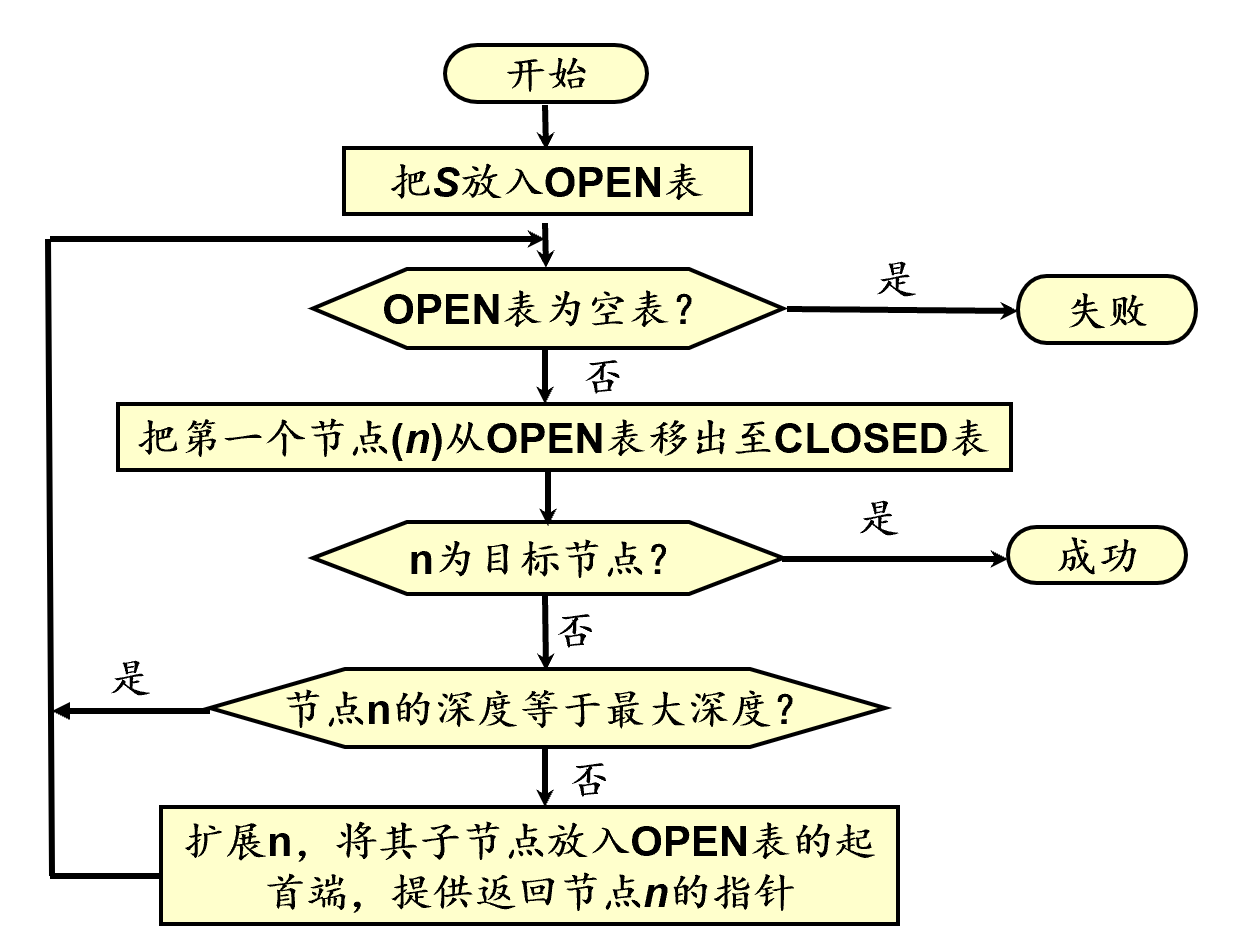 开始
把S放入OPEN表
OPEN表为空表？
是
失败
否
把第一个节点(n)从OPEN表移出至CLOSED表
n为目标节点？
是
成功
否
节点n的深度等于最大深度？
是
否
扩展n，将其子节点放入OPEN表的起
首端，提供返回节点n的指针